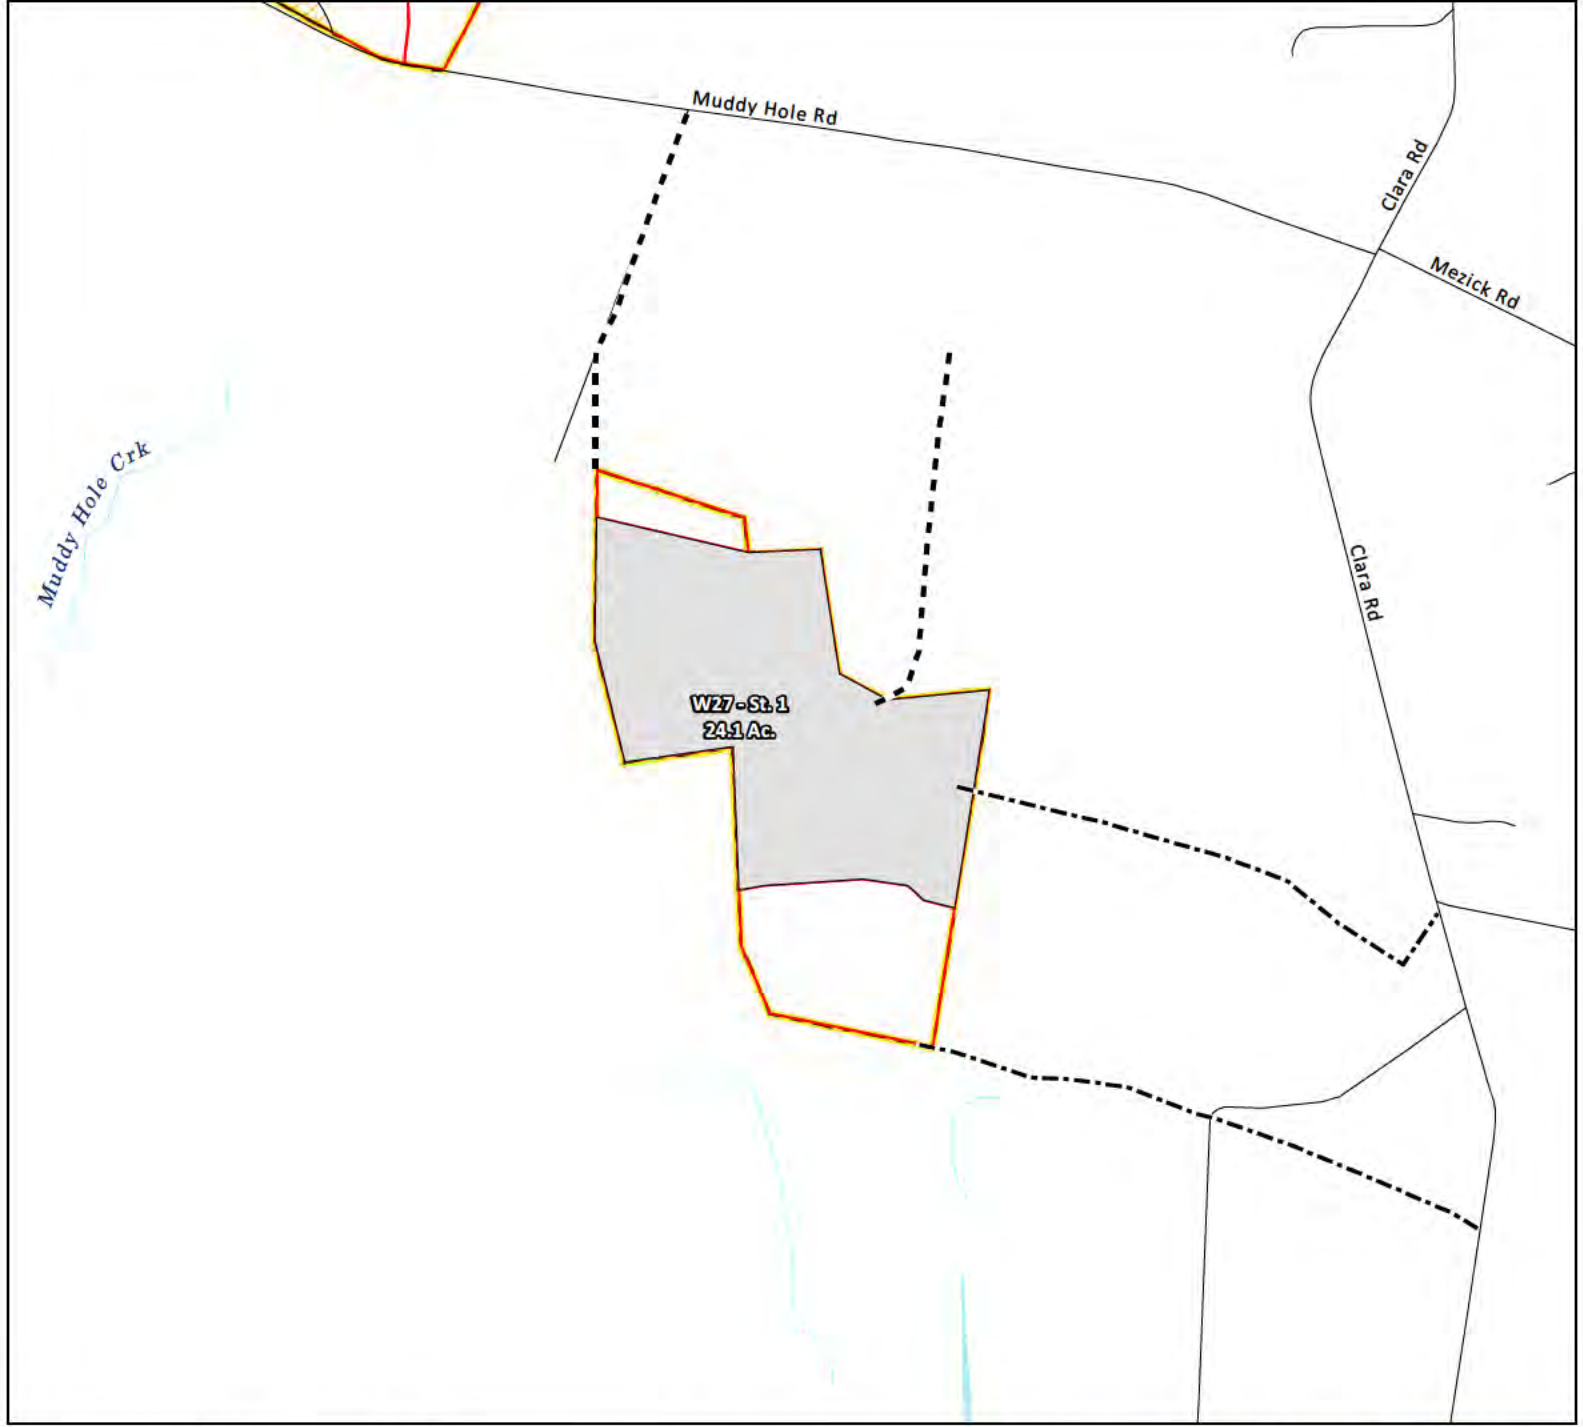 Muddy Hole Rd
Clara Rd
Mezick Rd
Muddy Hole Crk
Clara Rd
W27 - St. 1
24.1 Ac.